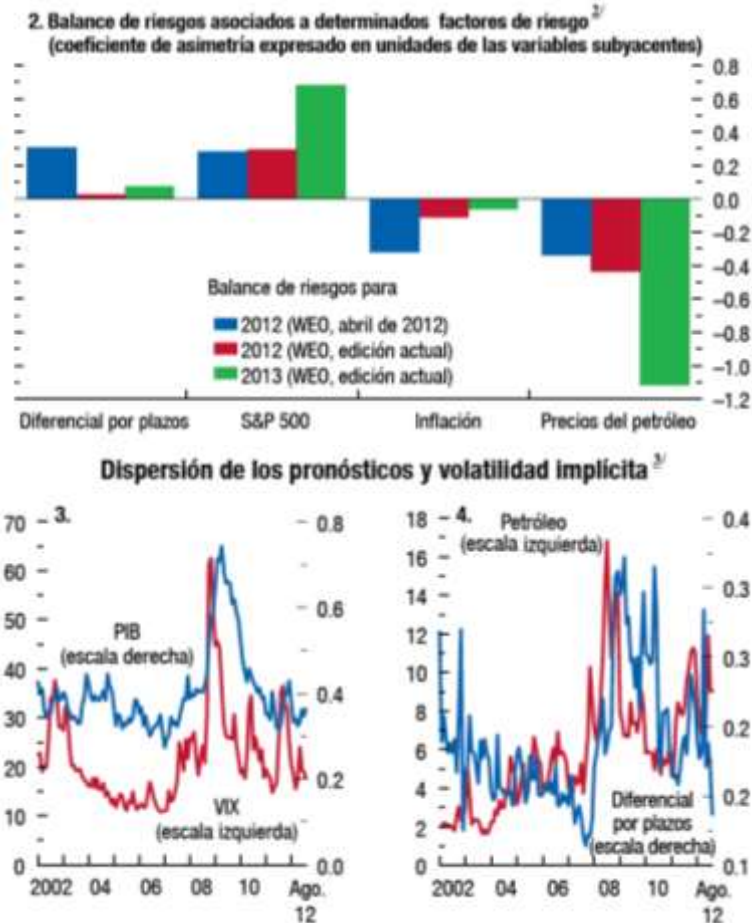 2. Balance de riesgos asociados a determinados factores de riesgo 2/
(coeficiente de asimetría expresado en unidades de las variables subyacentes)
0.8
0.6
0.4
0.2
0.0
–0.2
–0.4
–0.6
–0.8
–1.0
–1.2
Balance de riesgos para
2012 (WEO, abril de 2012)
2012 (WEO, edición actual)
2013 (WEO, edición actual)
Diferencial por plazos S&P 500 Inflación Precios del petróleo
Dispersión de los pronósticos y volatilidad implícita 3/
3.
70
60
50
40
30
20
10
0
0.8
0.6
0.4
0.2
0.0
PIB
(escala derecha)
VIX
(escala izquierda)
2002 04 06 08 10 Ago.
12
4.
18
16
14
12
10
8
6
4
2
0
0.4
0.3
0.3
0.2
0.2
0.1
Petróleo
(escala izquierda)
Diferencial
por plazos
(escala derecha)
2002 04 06 08 10 Ago.
12